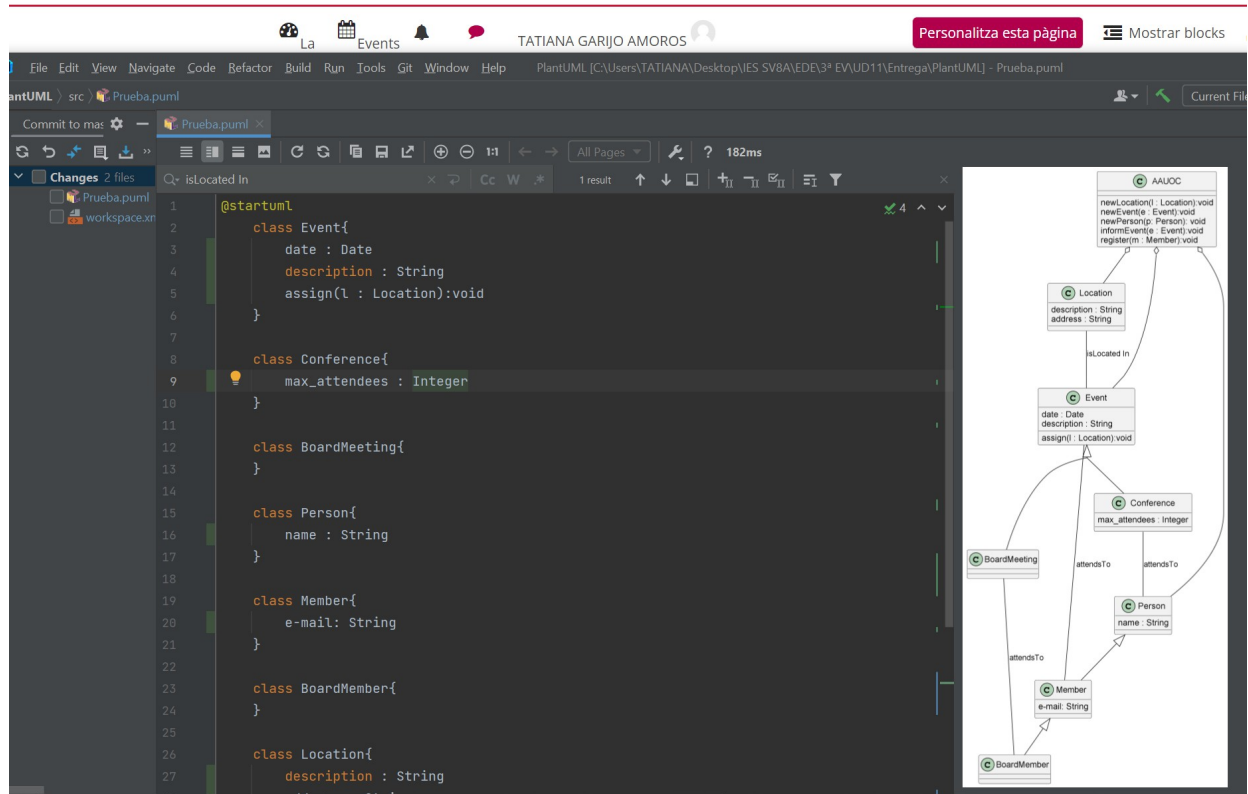 La
Events
TATIANA GARIJO AMOROS
Personalitza esta pàgina
Mostrar blocks
File Edit View Navigate Code Refactor Build Run Tools Git Window Help
PlantUML [C:\Users\TATIANA\Desktop\IES SV8A\EDE\3ª EV\UD11\Entrega\PlantUML] - Prueba.puml
antUML
src
Prueba.puml
Current File
Commit to mas
Prueba.puml
1:1
All Pages
?
182ms
Changes 2 files
Prueba.puml
workspace.xn
isLocated In
Cc W .*
1 result
4
1 @startuml
2 class Event{
3 date : Date
4 description : String
5 assign(l : Location):void
6 }
7
8 class Conference{
9 max_attendees : Integer
10 }
11
12 class BoardMeeting{
13 }
14
15 class Person{
16 name : String
17 }
18
19 class Member{
20 e-mail: String
21 }
22
23 class BoardMember{
24 }
25
26 class Location{
27 description : String
C AAUOC
newLocation(l : Location):void
newEvent(e : Event):void
newPerson(p: Person): void
informEvent(e : Event):void
register(m : Member):void
C Location
description : String
address : String
isLocated In
C Event
date : Date
description : String
assign(l : Location):void
C Conference
max_attendees : Integer
C BoardMeeting
attendsTo
attendsTo
C Person
name : String
attendsTo
C Member
e-mail: String
C BoardMember